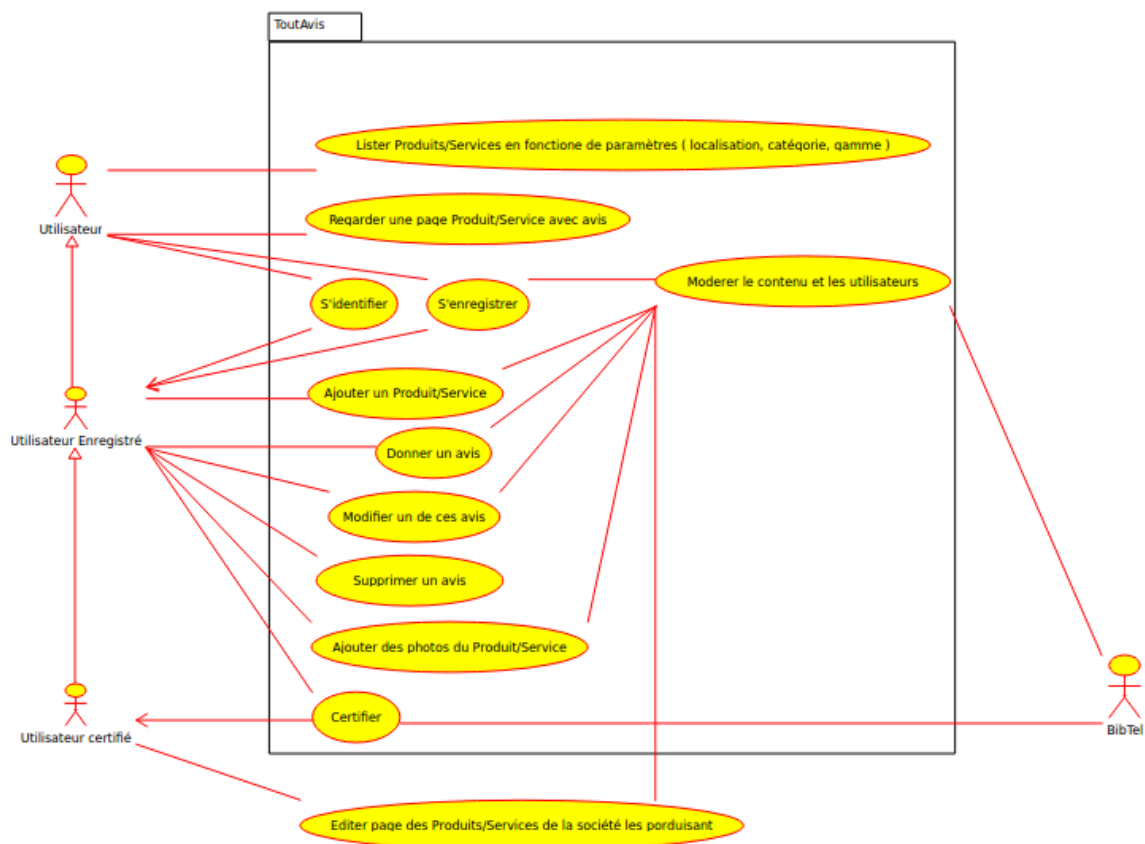 ToutAvis
Lister Produits/Services en fonctione de paramètres ( localisation, catégorie, gamme )
Utilisateur
Regarder une page Produit/Service avec avis
Moderer le contenu et les utilisateurs
S'identifier
S'enregistrer
Ajouter un Produit/Service
Utilisateur Enregistré
Donner un avis
Modifier un de ces avis
Supprimer un avis
Ajouter des photos du Produit/Service
Certifier
Utilisateur certifié
BibTel
Editer page des Produits/Services de la société les porduisant